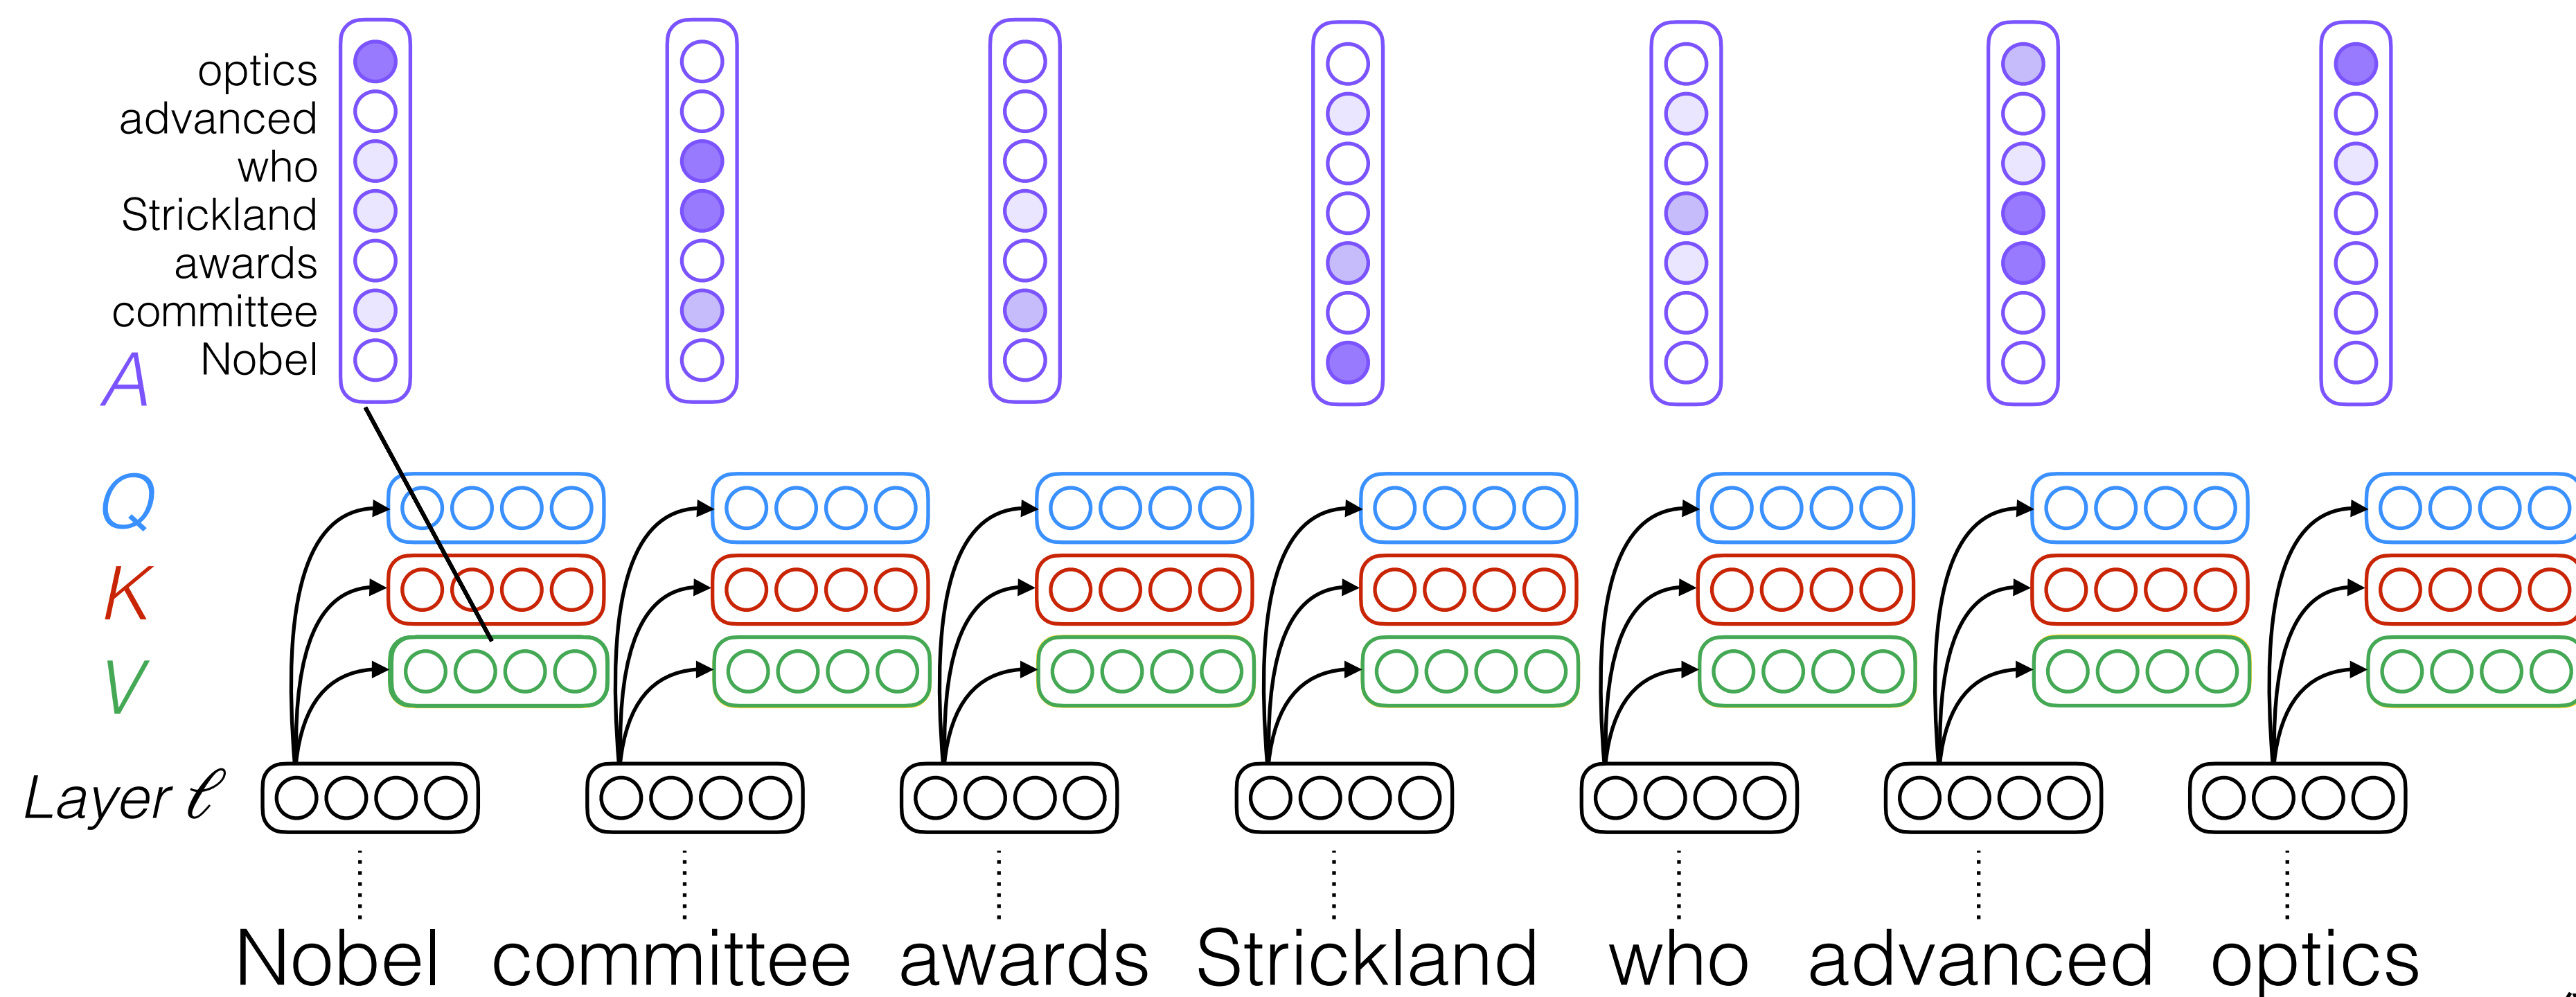 optics
advanced
who
Strickland
awards
committee
Nobel
A
Q
K
V
Layer ℓ
Nobel committee awards Strickland who advanced optics